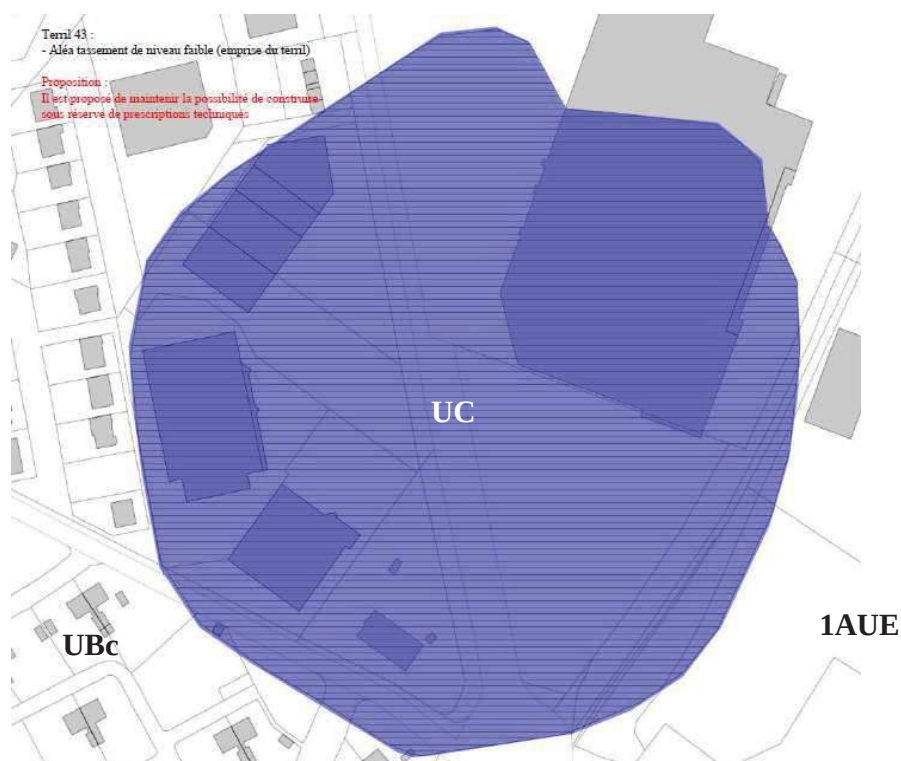 Terril 43 :
- Aléa tassement de niveau faible (emprise du terril)
Proposition :
Il est proposé de maintenir la possibilité de construire
sous réserve de prescriptions techniques
UC
1AUE
UBc